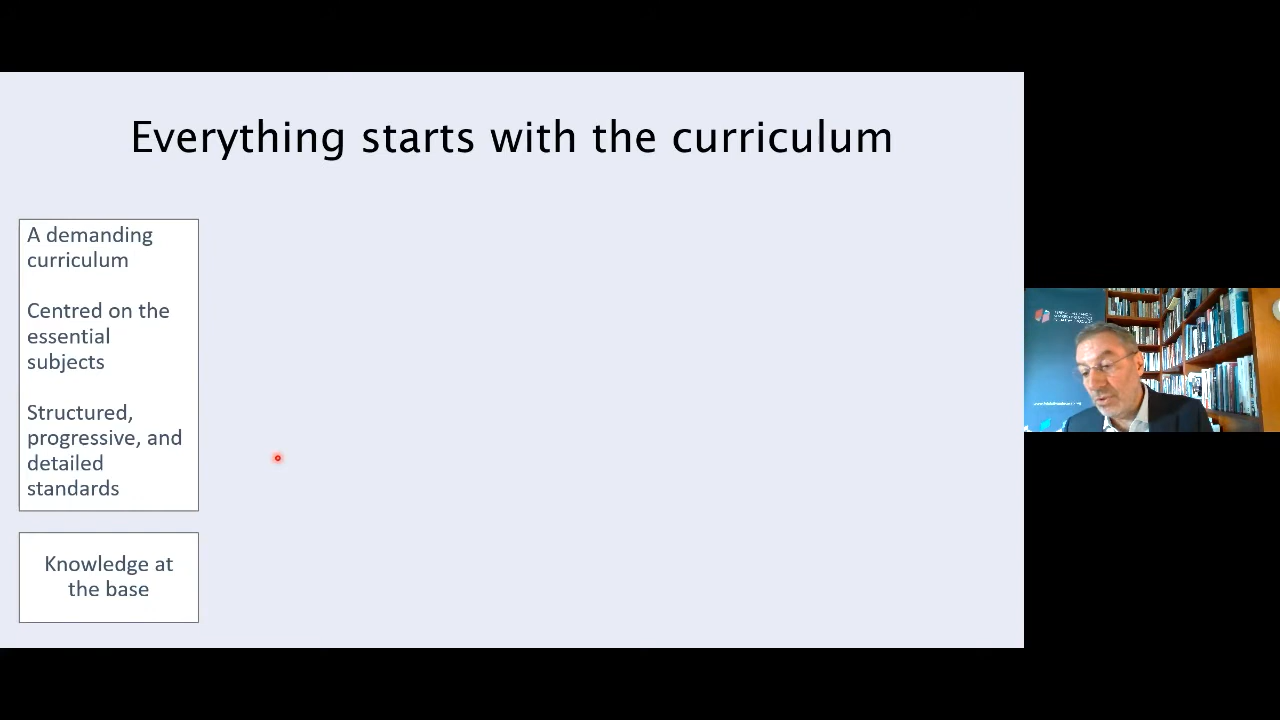 Everything starts with the curriculum
A demanding
curriculum
Centred on the
essential
subjects
Structured,
progressive, and
detailed
standards
Knowledge at
the base